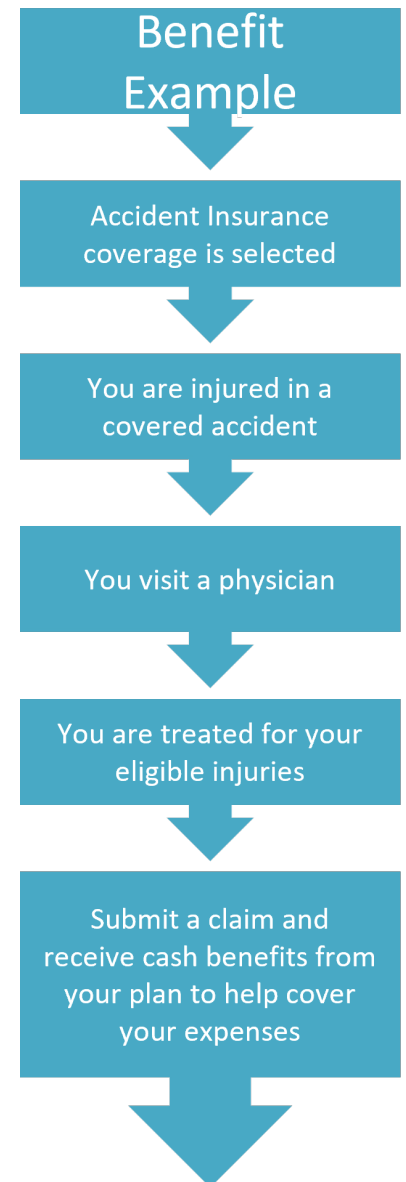 Benefit
Example
Accident Insurance
coverage is selected
You are injured in a
covered accident
You visit a physician
You are treated for your
eligible injuries
Submit a claim and
receive cash benefits from
your plan to help cover
your expenses